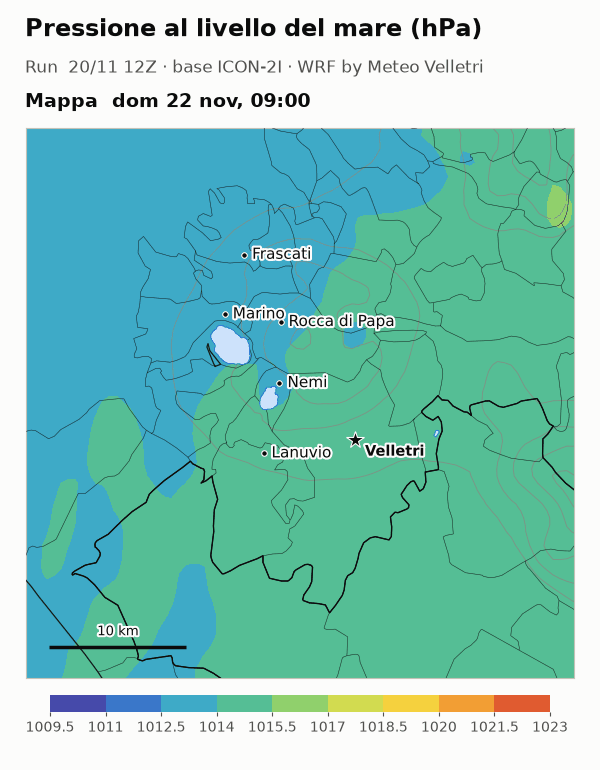 Pressione al livello del mare (hPa)
Run  20/11 12Z · base ICON-2I · WRF by Meteo Velletri
Mappa  dom 22 nov, 09:00
Frascati
Marino
Rocca di Papa
Nemi
Velletri
Lanuvio
10 km
1009.5 1011 1012.5 1014 1015.5 1017 1018.5 1020 1021.5 1023